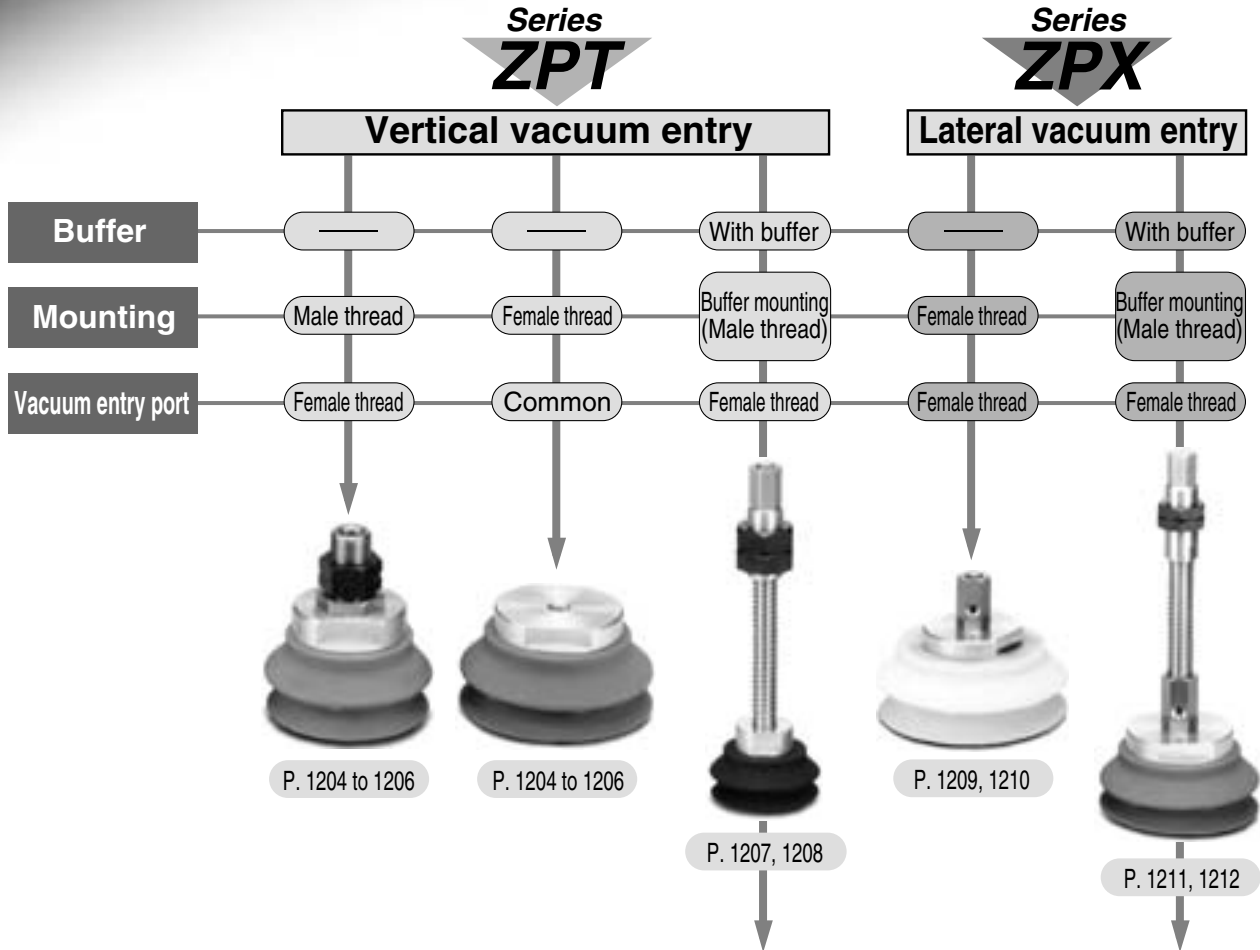 Series
ZPT
Series
ZPX
Vertical vacuum entry
Lateral vacuum entry
Buffer
—
—
With buffer
—
With buffer
Mounting
Male thread
Female thread
Buffer mounting
(Male thread)
Female thread
Buffer mounting
(Male thread)
Vacuum entry port
Female thread
Common
Female thread
Female thread
Female thread
P. 1204 to 1206
P. 1204 to 1206
P. 1207, 1208
P. 1209, 1210
P. 1211, 1212